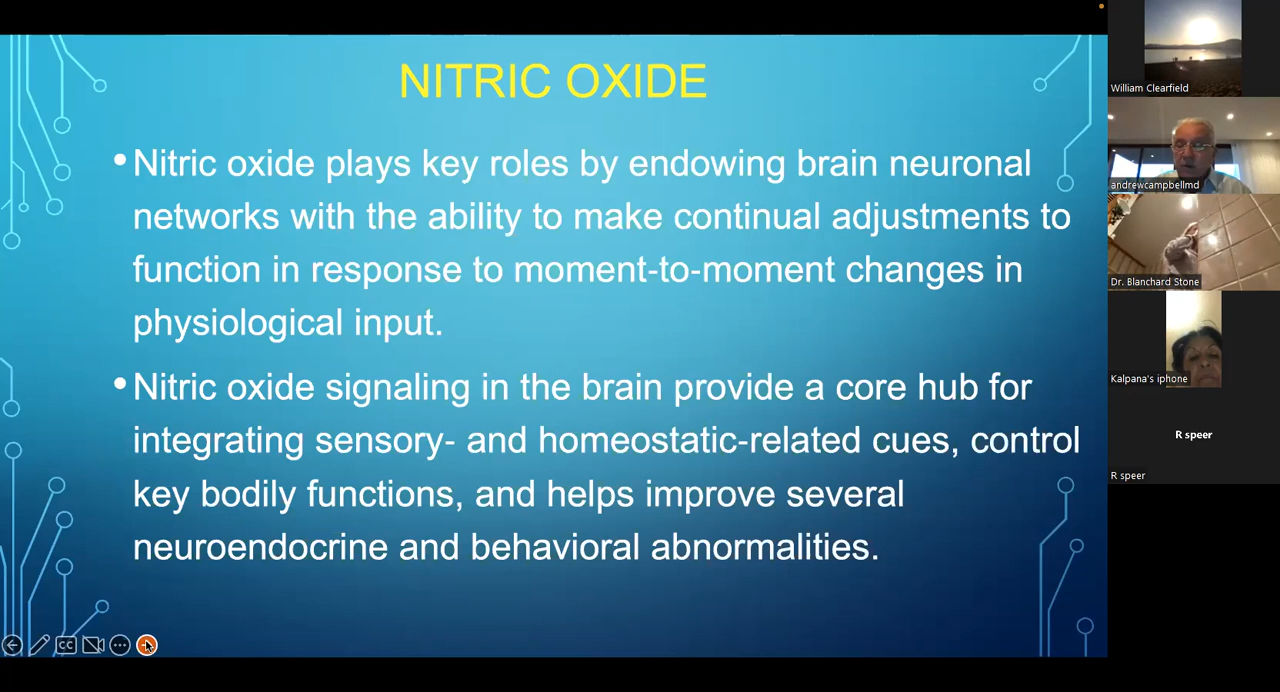 NITRIC OXIDE
• Nitric oxide plays key roles by endowing brain neuronal
networks with the ability to make continual adjustments to
function in response to moment-to-moment changes in
physiological input.
• Nitric oxide signaling in the brain provide a core hub for
integrating sensory- and homeostatic-related cues, control
key bodily functions, and helps improve several
neuroendocrine and behavioral abnormalities.
CC
William Clearfield
andrewcampbellmd
Dr. Blanchard Stone
Kalpana's iphone
R speer
R speer